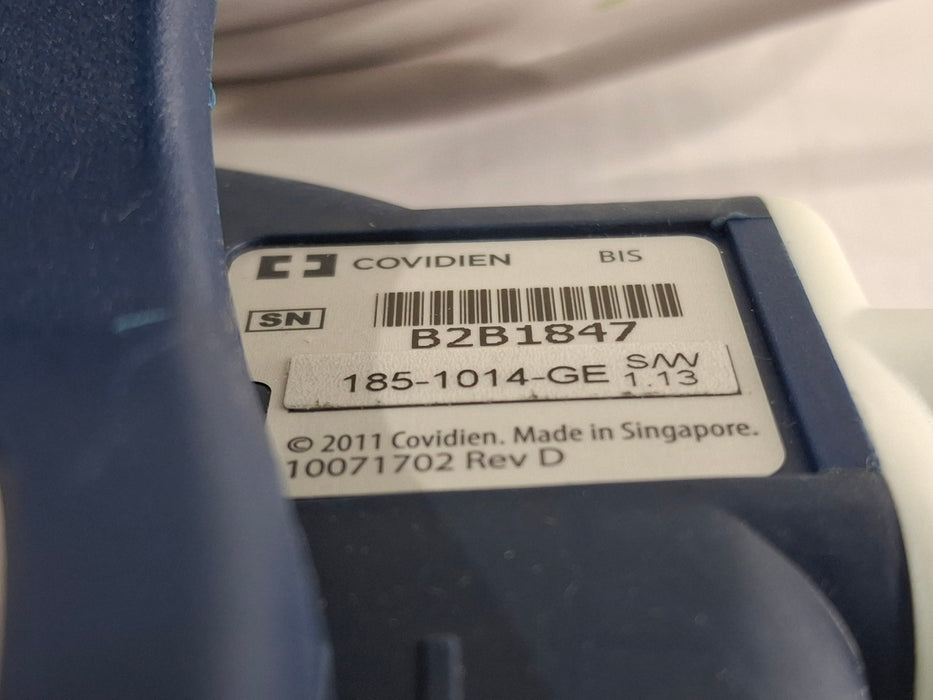 COVIDIEN BIS
SN
B2B1847
185-1014-GE S/W 1.13
© 2011 Covidien. Made in Singapore.
10071702 Rev D